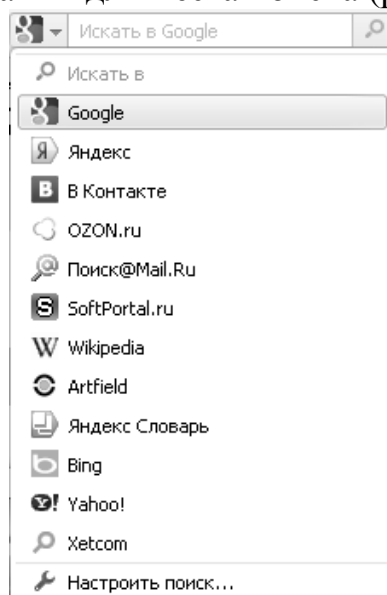 Искать в Google
Искать в
Google
Яндекс
В Контакте
OZON.ru
Поиск@Mail.Ru
SoftPortal.ru
Wikipedia
Artfield
Яндекс Словарь
Bing
Yahoo!
Xetcom
Настроить поиск...